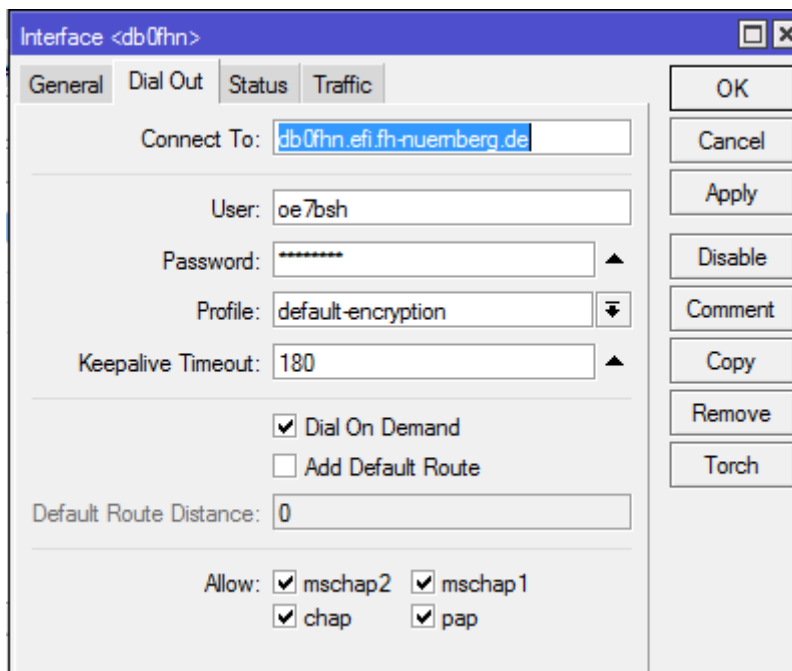 Interface <db0fhn>
General Dial Out Status Traffic
Connect To: db0fhn.efi.fh-nuernberg.de
User: oe7bsh
Password: ********
Profile: default-encryption
Keepalive Timeout: 180
Dial On Demand
Add Default Route
Default Route Distance: 0
Allow: mschap2 mschap1
chap pap
OK
Cancel
Apply
Disable
Comment
Copy
Remove
Torch